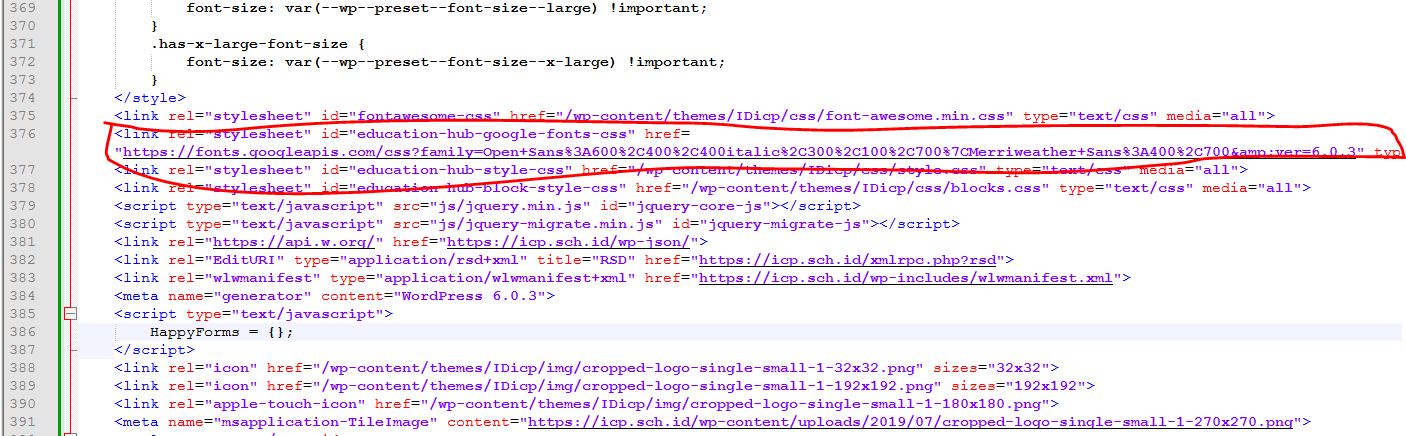 369 font-size: var(--wp--preset--font-size--large) !important;
370 }
371 .has-x-large-font-size {
372 font-size: var(--wp--preset--font-size--x-large) !important;
373 }
374 </style>
375 <link rel="stylesheet" id="fontawesome-css" href="/wp-content/themes/IDicp/css/font-awesome.min.css" type="text/css" media="all">
376 <link rel="stylesheet" id="education-hub-google-fonts-css" href=
"https://fonts.googleapis.com/css?family=Open+Sans%3A600%2C400%2C400italic%2C300%2C100%2C700%7CMerriweather+Sans%3A400%2C700&amp;ver=6.0.3" typ
377 <link rel="stylesheet" id="education-hub-style-css" href="/wp-content/themes/IDicp/css/style.css" type="text/css" media="all">
378 <link rel="stylesheet" id="education-hub-block-style-css" href="/wp-content/themes/IDicp/css/blocks.css" type="text/css" media="all">
379 <script type="text/javascript" src="js/jquery.min.js" id="jquery-core-js"></script>
380 <script type="text/javascript" src="js/jquery-migrate.min.js" id="jquery-migrate-js"></script>
381 <link rel="https://api.w.org/" href="https://icp.sch.id/wp-json/">
382 <link rel="EditURI" type="application/rsd+xml" title="RSD" href="https://icp.sch.id/xmlrpc.php?rsd">
383 <link rel="wlwmanifest" type="application/wlwmanifest+xml" href="https://icp.sch.id/wp-includes/wlwmanifest.xml">
384 <meta name="generator" content="WordPress 6.0.3">
385 <script type="text/javascript">
386 HappyForms = {};
387 </script>
388 <link rel="icon" href="/wp-content/themes/IDicp/img/cropped-logo-single-small-1-32x32.png" sizes="32x32">
389 <link rel="icon" href="/wp-content/themes/IDicp/img/cropped-logo-single-small-1-192x192.png" sizes="192x192">
390 <link rel="apple-touch-icon" href="/wp-content/themes/IDicp/img/cropped-logo-single-small-1-180x180.png">
391 <meta name="msapplication-TileImage" content="https://icp.sch.id/wp-content/uploads/2019/07/cropped-logo-single-small-1-270x270.png">